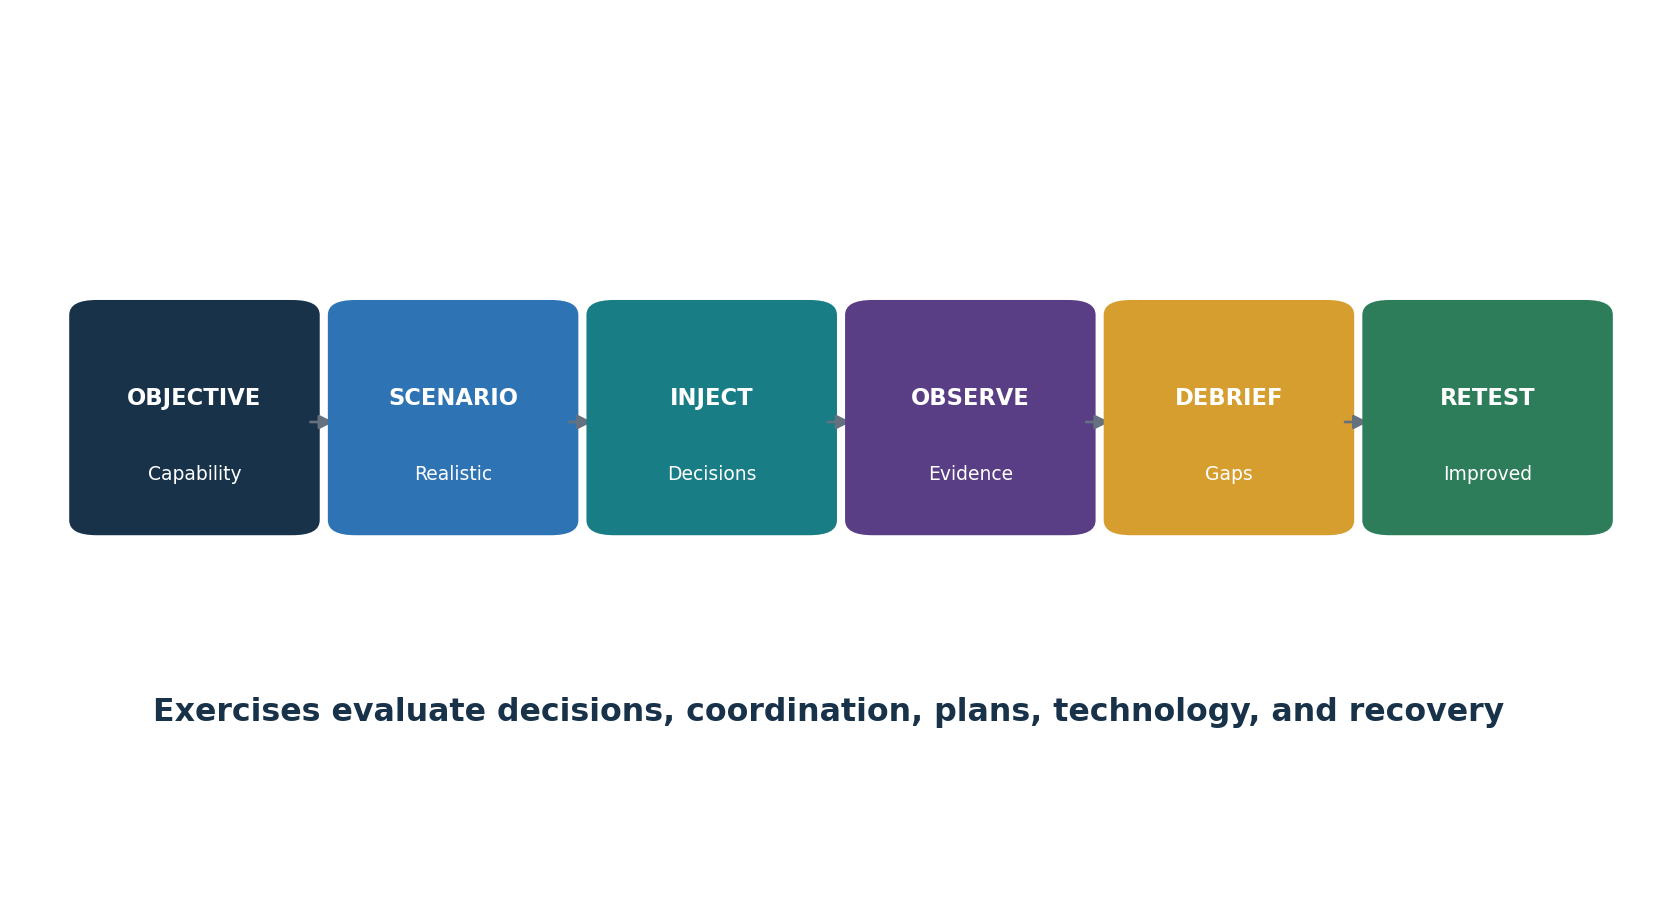 OBJECTIVE
Capability
SCENARIO
Realistic
INJECT
Decisions
OBSERVE
Evidence
DEBRIEF
Gaps
RETEST
Improved
Exercises evaluate decisions, coordination, plans, technology, and recovery